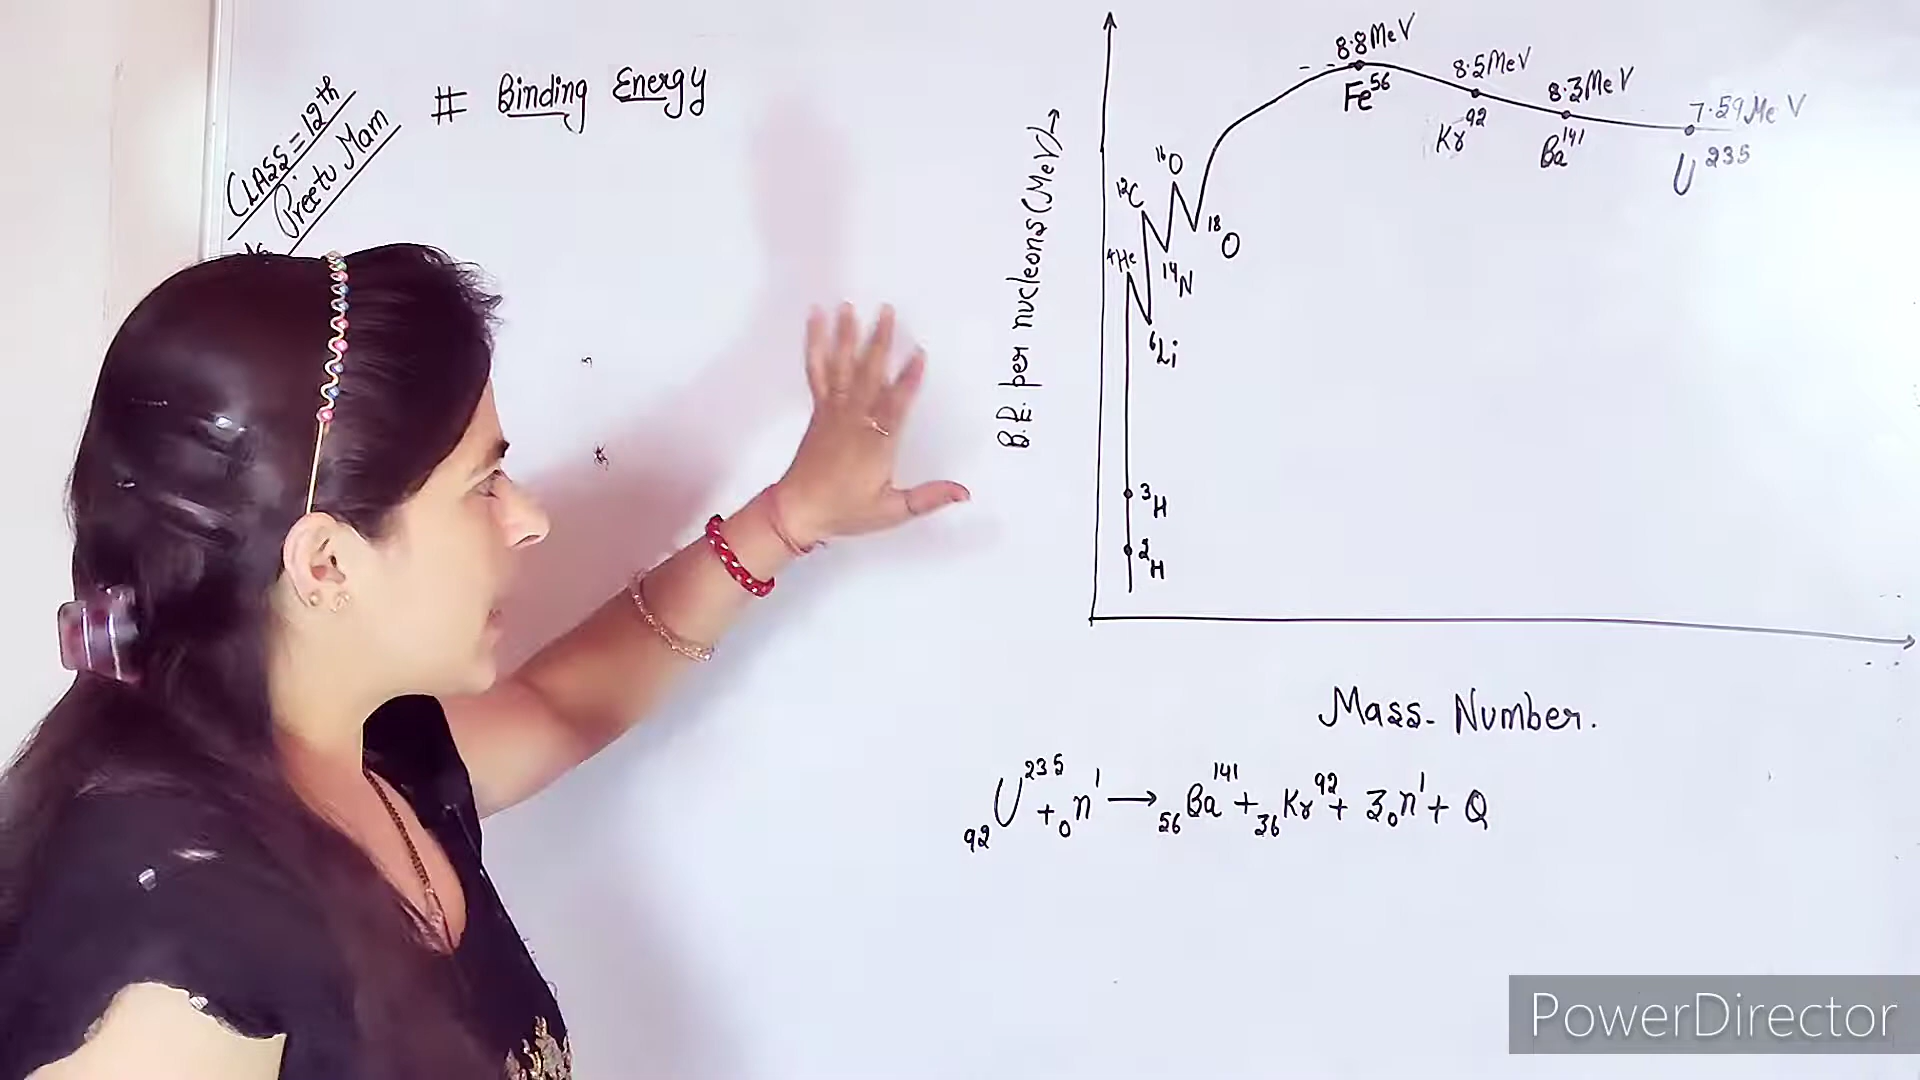 CLASS = 12th
Preetu Mam
# Binding Energy
B.E. per nucleons (MeV) →
8.8 MeV
Fe⁵⁶
8.5 MeV
Kr⁹²
8.3 MeV
Ba¹⁴¹
7.59 MeV
U²³⁵
¹⁶O
¹²C
¹⁸O
⁴He
¹⁴N
⁶Li
³H
²H
Mass- Number.
₉₂U²³⁵ + ₀n¹ → ₅₆Ba¹⁴¹ + ₃₆Kr⁹² + 3₀n¹ + Q
PowerDirector